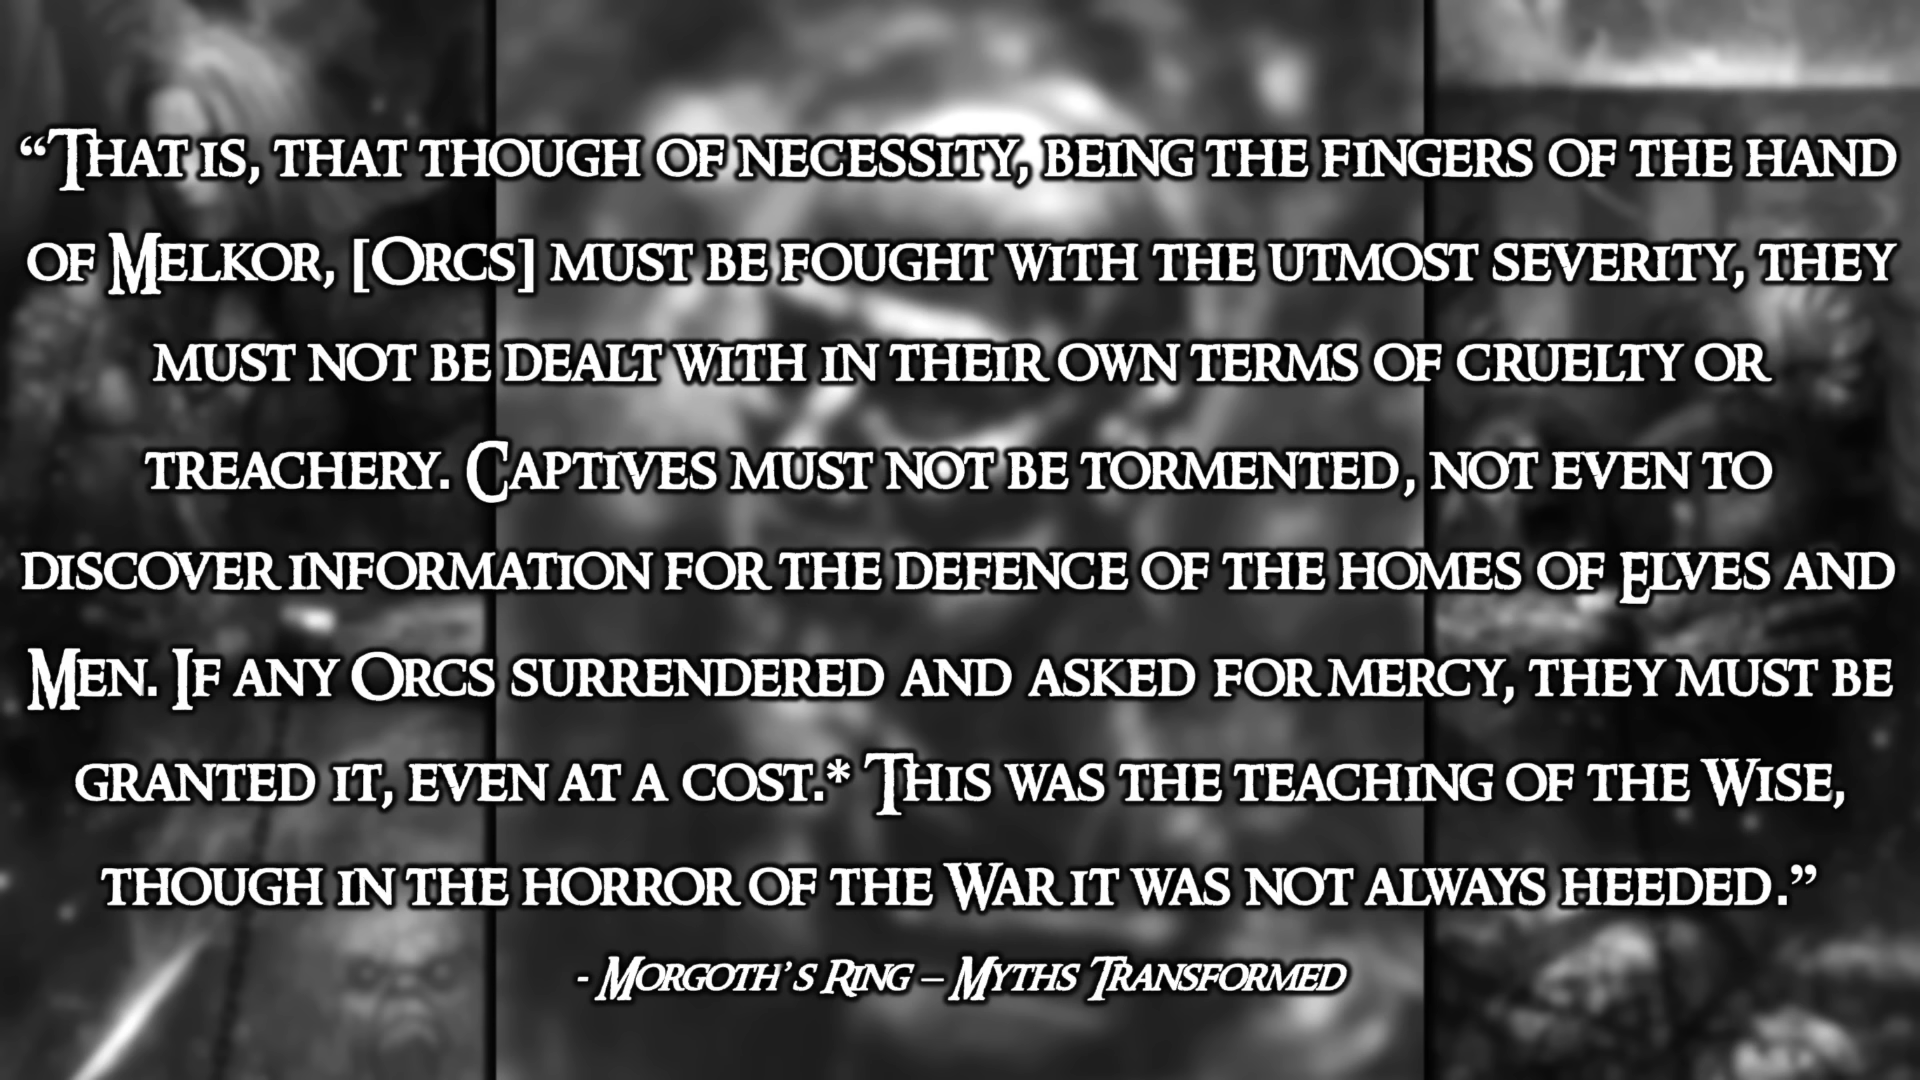 “That is, that though of necessity, being the fingers of the hand
of Melkor, [Orcs] must be fought with the utmost severity, they
must not be dealt with in their own terms of cruelty or
treachery. Captives must not be tormented, not even to
discover information for the defence of the homes of Elves and
Men. If any Orcs surrendered and asked for mercy, they must be
granted it, even at a cost.* This was the teaching of the Wise,
though in the horror of the War it was not always heeded.”
- Morgoth’s Ring – Myths Transformed